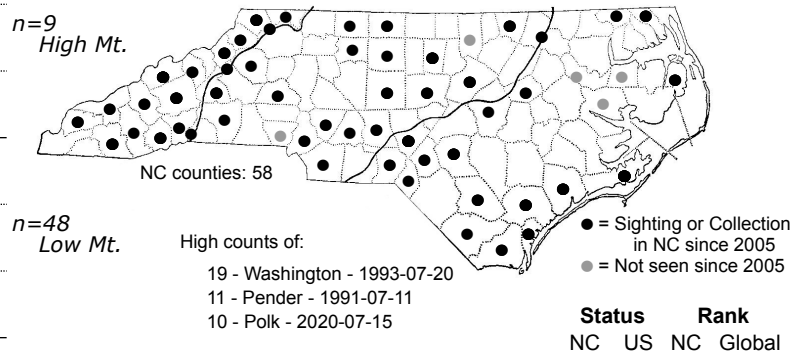 n=9
High Mt.
NC counties: 58
n=48
Low Mt.
High counts of:
19 - Washington - 1993-07-20
11 - Pender - 1991-07-11
10 - Polk - 2020-07-15
= Sighting or Collection
in NC since 2005
= Not seen since 2005
Status Rank
NC US NC Global